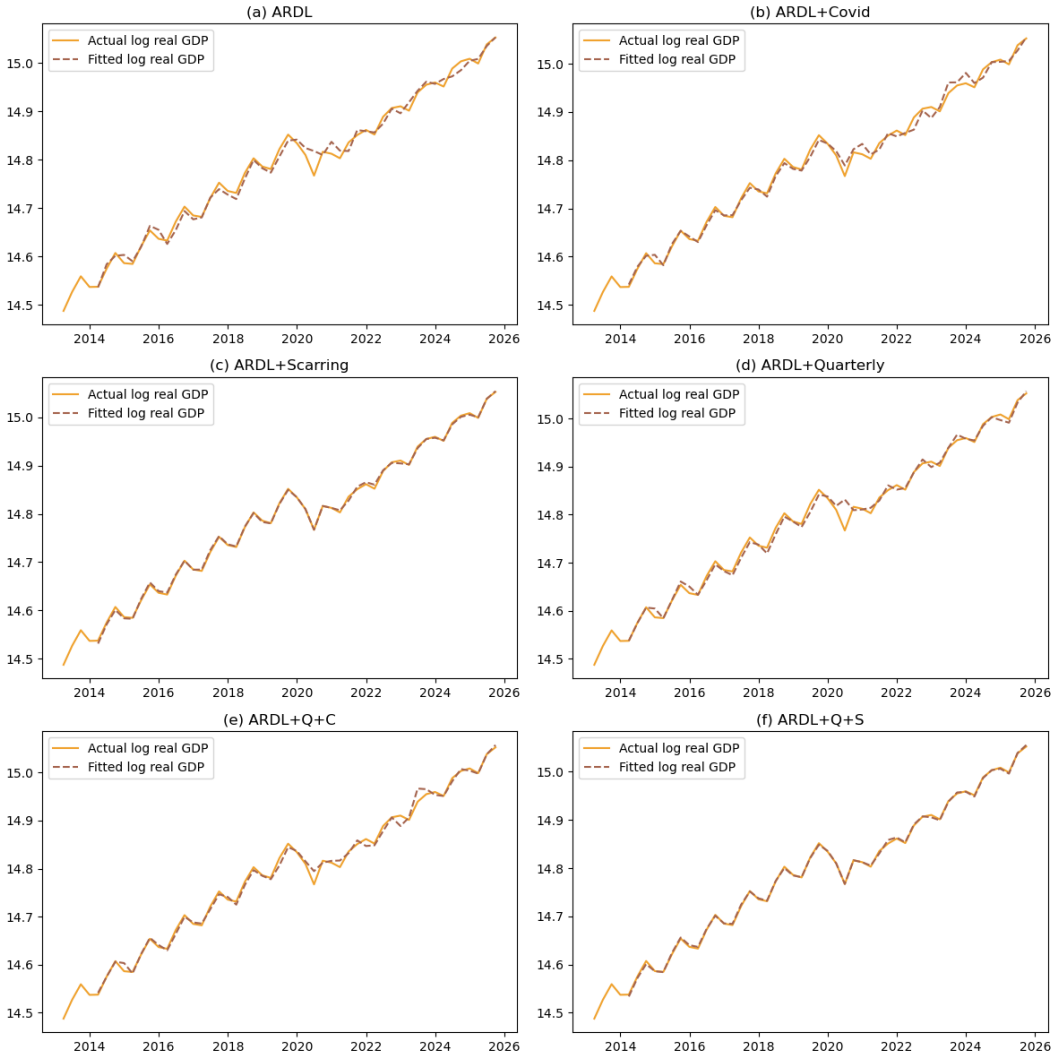 (a) ARDL
Actual log real GDP
Fitted log real GDP
15.0
14.9
14.8
14.7
14.6
14.5
2014 2016 2018 2020 2022 2024 2026
(b) ARDL+Covid
Actual log real GDP
Fitted log real GDP
15.0
14.9
14.8
14.7
14.6
14.5
2014 2016 2018 2020 2022 2024 2026
(c) ARDL+Scarring
Actual log real GDP
Fitted log real GDP
15.0
14.9
14.8
14.7
14.6
14.5
2014 2016 2018 2020 2022 2024 2026
(d) ARDL+Quarterly
Actual log real GDP
Fitted log real GDP
15.0
14.9
14.8
14.7
14.6
14.5
2014 2016 2018 2020 2022 2024 2026
(e) ARDL+Q+C
Actual log real GDP
Fitted log real GDP
15.0
14.9
14.8
14.7
14.6
14.5
2014 2016 2018 2020 2022 2024 2026
(f) ARDL+Q+S
Actual log real GDP
Fitted log real GDP
15.0
14.9
14.8
14.7
14.6
14.5
2014 2016 2018 2020 2022 2024 2026